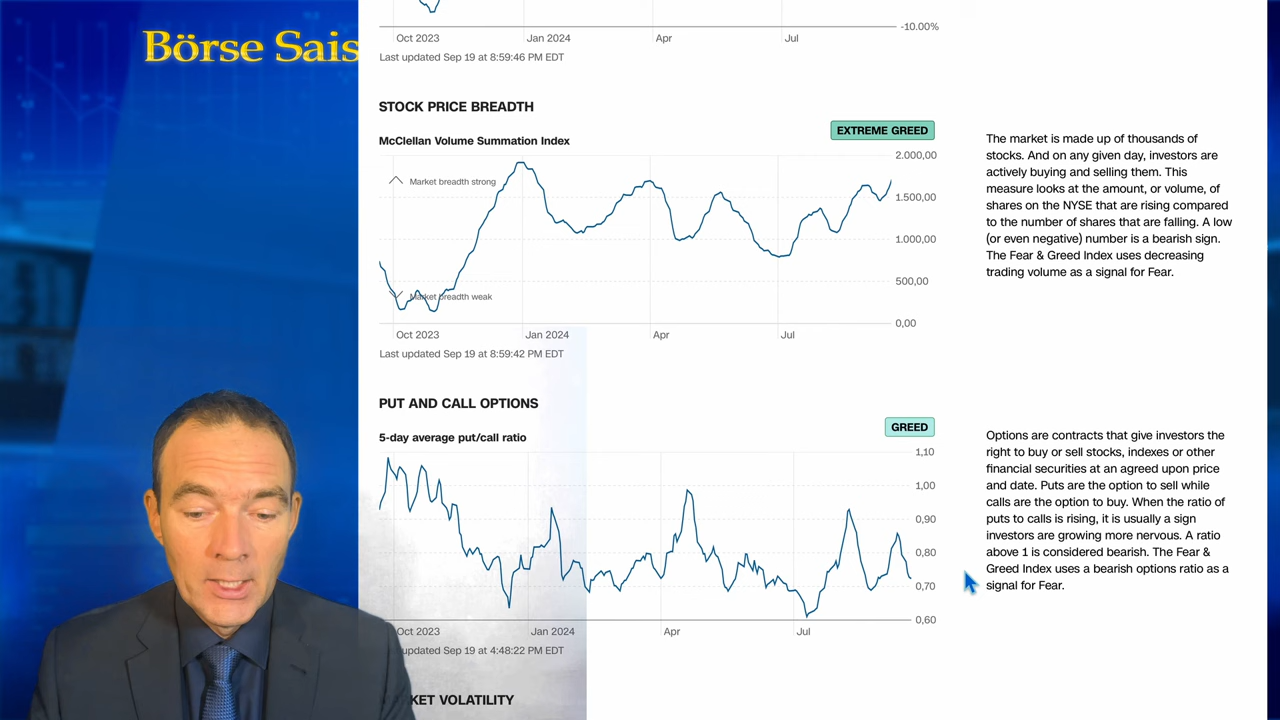 Börse Sais
-10.00%
Oct 2023
Jan 2024
Apr
Jul
Last updated Sep 19 at 8:59:46 PM EDT
STOCK PRICE BREADTH
McClellan Volume Summation Index
EXTREME GREED
2.000,00
Market breadth strong
1.500,00
1.000,00
500,00
Market breadth weak
0,00
Oct 2023
Jan 2024
Apr
Jul
Last updated Sep 19 at 8:59:42 PM EDT
The market is made up of thousands of
stocks. And on any given day, investors are
actively buying and selling them. This
measure looks at the amount, or volume, of
shares on the NYSE that are rising compared
to the number of shares that are falling. A low
(or even negative) number is a bearish sign.
The Fear & Greed Index uses decreasing
trading volume as a signal for Fear.
PUT AND CALL OPTIONS
5-day average put/call ratio
GREED
1,10
1,00
0,90
0,80
0,70
0,60
Oct 2023
Jan 2024
Apr
Jul
updated Sep 19 at 4:48:22 PM EDT
Options are contracts that give investors the
right to buy or sell stocks, indexes or other
financial securities at an agreed upon price
and date. Puts are the option to sell while
calls are the option to buy. When the ratio of
puts to calls is rising, it is usually a sign
investors are growing more nervous. A ratio
above 1 is considered bearish. The Fear &
Greed Index uses a bearish options ratio as a
signal for Fear.
KET VOLATILITY